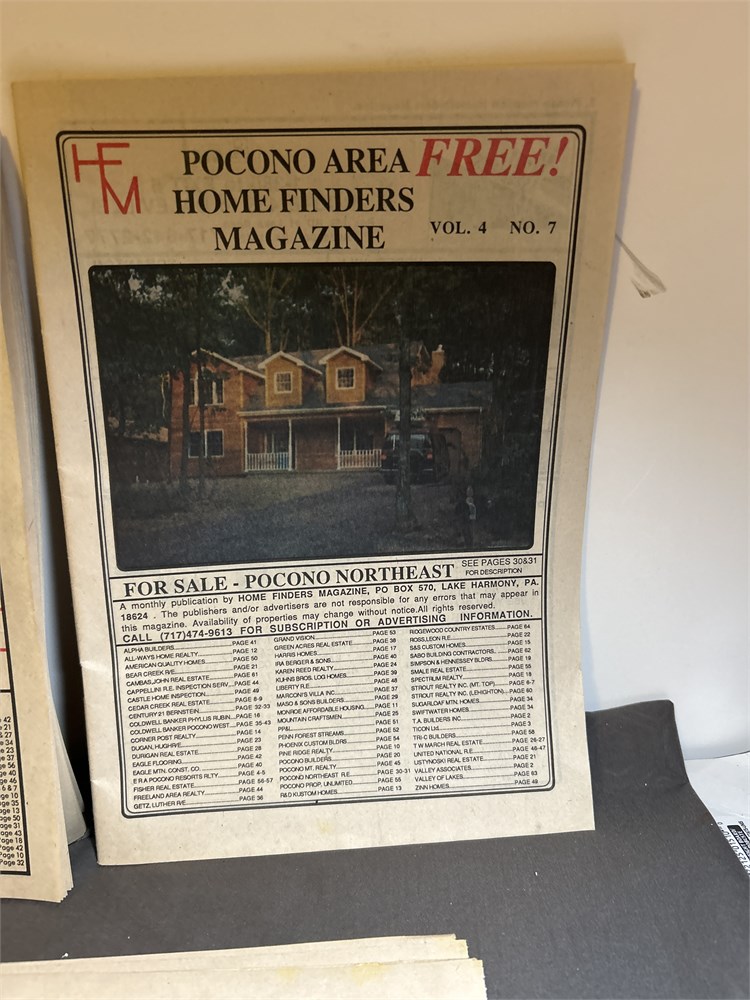 HFM
POCONO AREA FREE!
HOME FINDERS
MAGAZINE
VOL. 4 NO. 7
SEE PAGES 30&31
FOR DESCRIPTION
FOR SALE - POCONO NORTHEAST
A monthly publication by HOME FINDERS MAGAZINE, PO BOX 570, LAKE HARMONY, PA.
18624 . The publishers and/or advertisers are not responsible for any errors that may appear in
this magazine. Availability of properties may change without notice.All rights reserved.
CALL (717)474-9613 FOR SUBSCRIPTION OR ADVERTISING INFORMATION.
ALPHA BUILDERS PAGE 41
ALL-WAYS HOME REALTY PAGE 12
AMERICAN QUALITY HOMES PAGE 50
BEAR CREEK R/E PAGE 21
CAMBAS,JOHN REAL ESTATE PAGE 61
CAPPELLINI R.E. INSPECTION SERV. PAGE 44
CASTLE HOME INSPECTION PAGE 49
CEDAR CREEK REAL ESTATE PAGE 8-9
CENTURY 21 BERNSTEIN PAGE 32-33
COLDWELL BANKER PHYLLIS RUBIN PAGE 16
COLDWELL BANKER POCONO WEST PAGE 35-43
CORNER POST REALTY PAGE 14
DUGAN, HUGH/RE PAGE 23
DURIGAN REAL ESTATE PAGE 28
EAGLE FLOORING PAGE 42
EAGLE MTN. CONST. CO. PAGE 40
E R A POCONO RESORTS RLTY PAGE 4-5
FISHER REAL ESTATE PAGE 56-57
FREELAND AREA REALTY PAGE 44
GETZ, LUTHER R/E PAGE 36
GRAND VISION PAGE 53
GREEN ACRES REAL ESTATE PAGE 38
HARRIS HOMES PAGE 17
IRA BERGER & SONS PAGE 40
KAREN REED REALTY PAGE 24
KUHNS BROS. LOG HOMES PAGE 39
LIBERTY R.E. PAGE 48
MARCONI'S VILLA INC. PAGE 37
MASO & SONS BUILDERS PAGE 29
MONROE AFFORDABLE HOUSING PAGE 11
MOUNTAIN CRAFTSMEN PAGE 25
PP&L PAGE 51
PENN FOREST STREAMS PAGE 52
PHOENIX CUSTOM BLDRS PAGE 54
PINE RIDGE REALTY PAGE 10
POCONO BUILDERS PAGE 20
POCONO MT. REALTY PAGE 45
POCONO NORTHEAST R.E. PAGE 30-31
POCONO PROP. UNLIMITED PAGE 55
R&D KUSTOM HOMES PAGE 13
RIDGEWOOD COUNTRY ESTATES PAGE 64
ROSS,LEON R.E. PAGE 22
S&S CUSTOM HOMES PAGE 15
SABO BUILDING CONTRACTORS PAGE 62
SIMPSON & HENNESSEY BLDRS PAGE 18
SMALE REAL ESTATE PAGE 55
SPECTRUM REALTY PAGE 18
STROUT REALTY INC. (MT. TOP) PAGE 6-7
STROUT REALTY INC. (LEHIGHTON) PAGE 60
SUGARLOAF MTN. HOMES PAGE 34
SWIFTWATER HOMES PAGE 34
T.A. BUILDERS INC. PAGE 2
TICON Ltd. PAGE 3
TRI-C BUILDERS PAGE 58
T W MARCH REAL ESTATE PAGE 26-27
UNITED NATIONAL R.E. PAGE 46-47
USTYNOSKI REAL ESTATE PAGE 21
VALLEY ASSOCIATES PAGE 2
VALLEY OF LAKES PAGE 63
ZINN HOMES PAGE 49